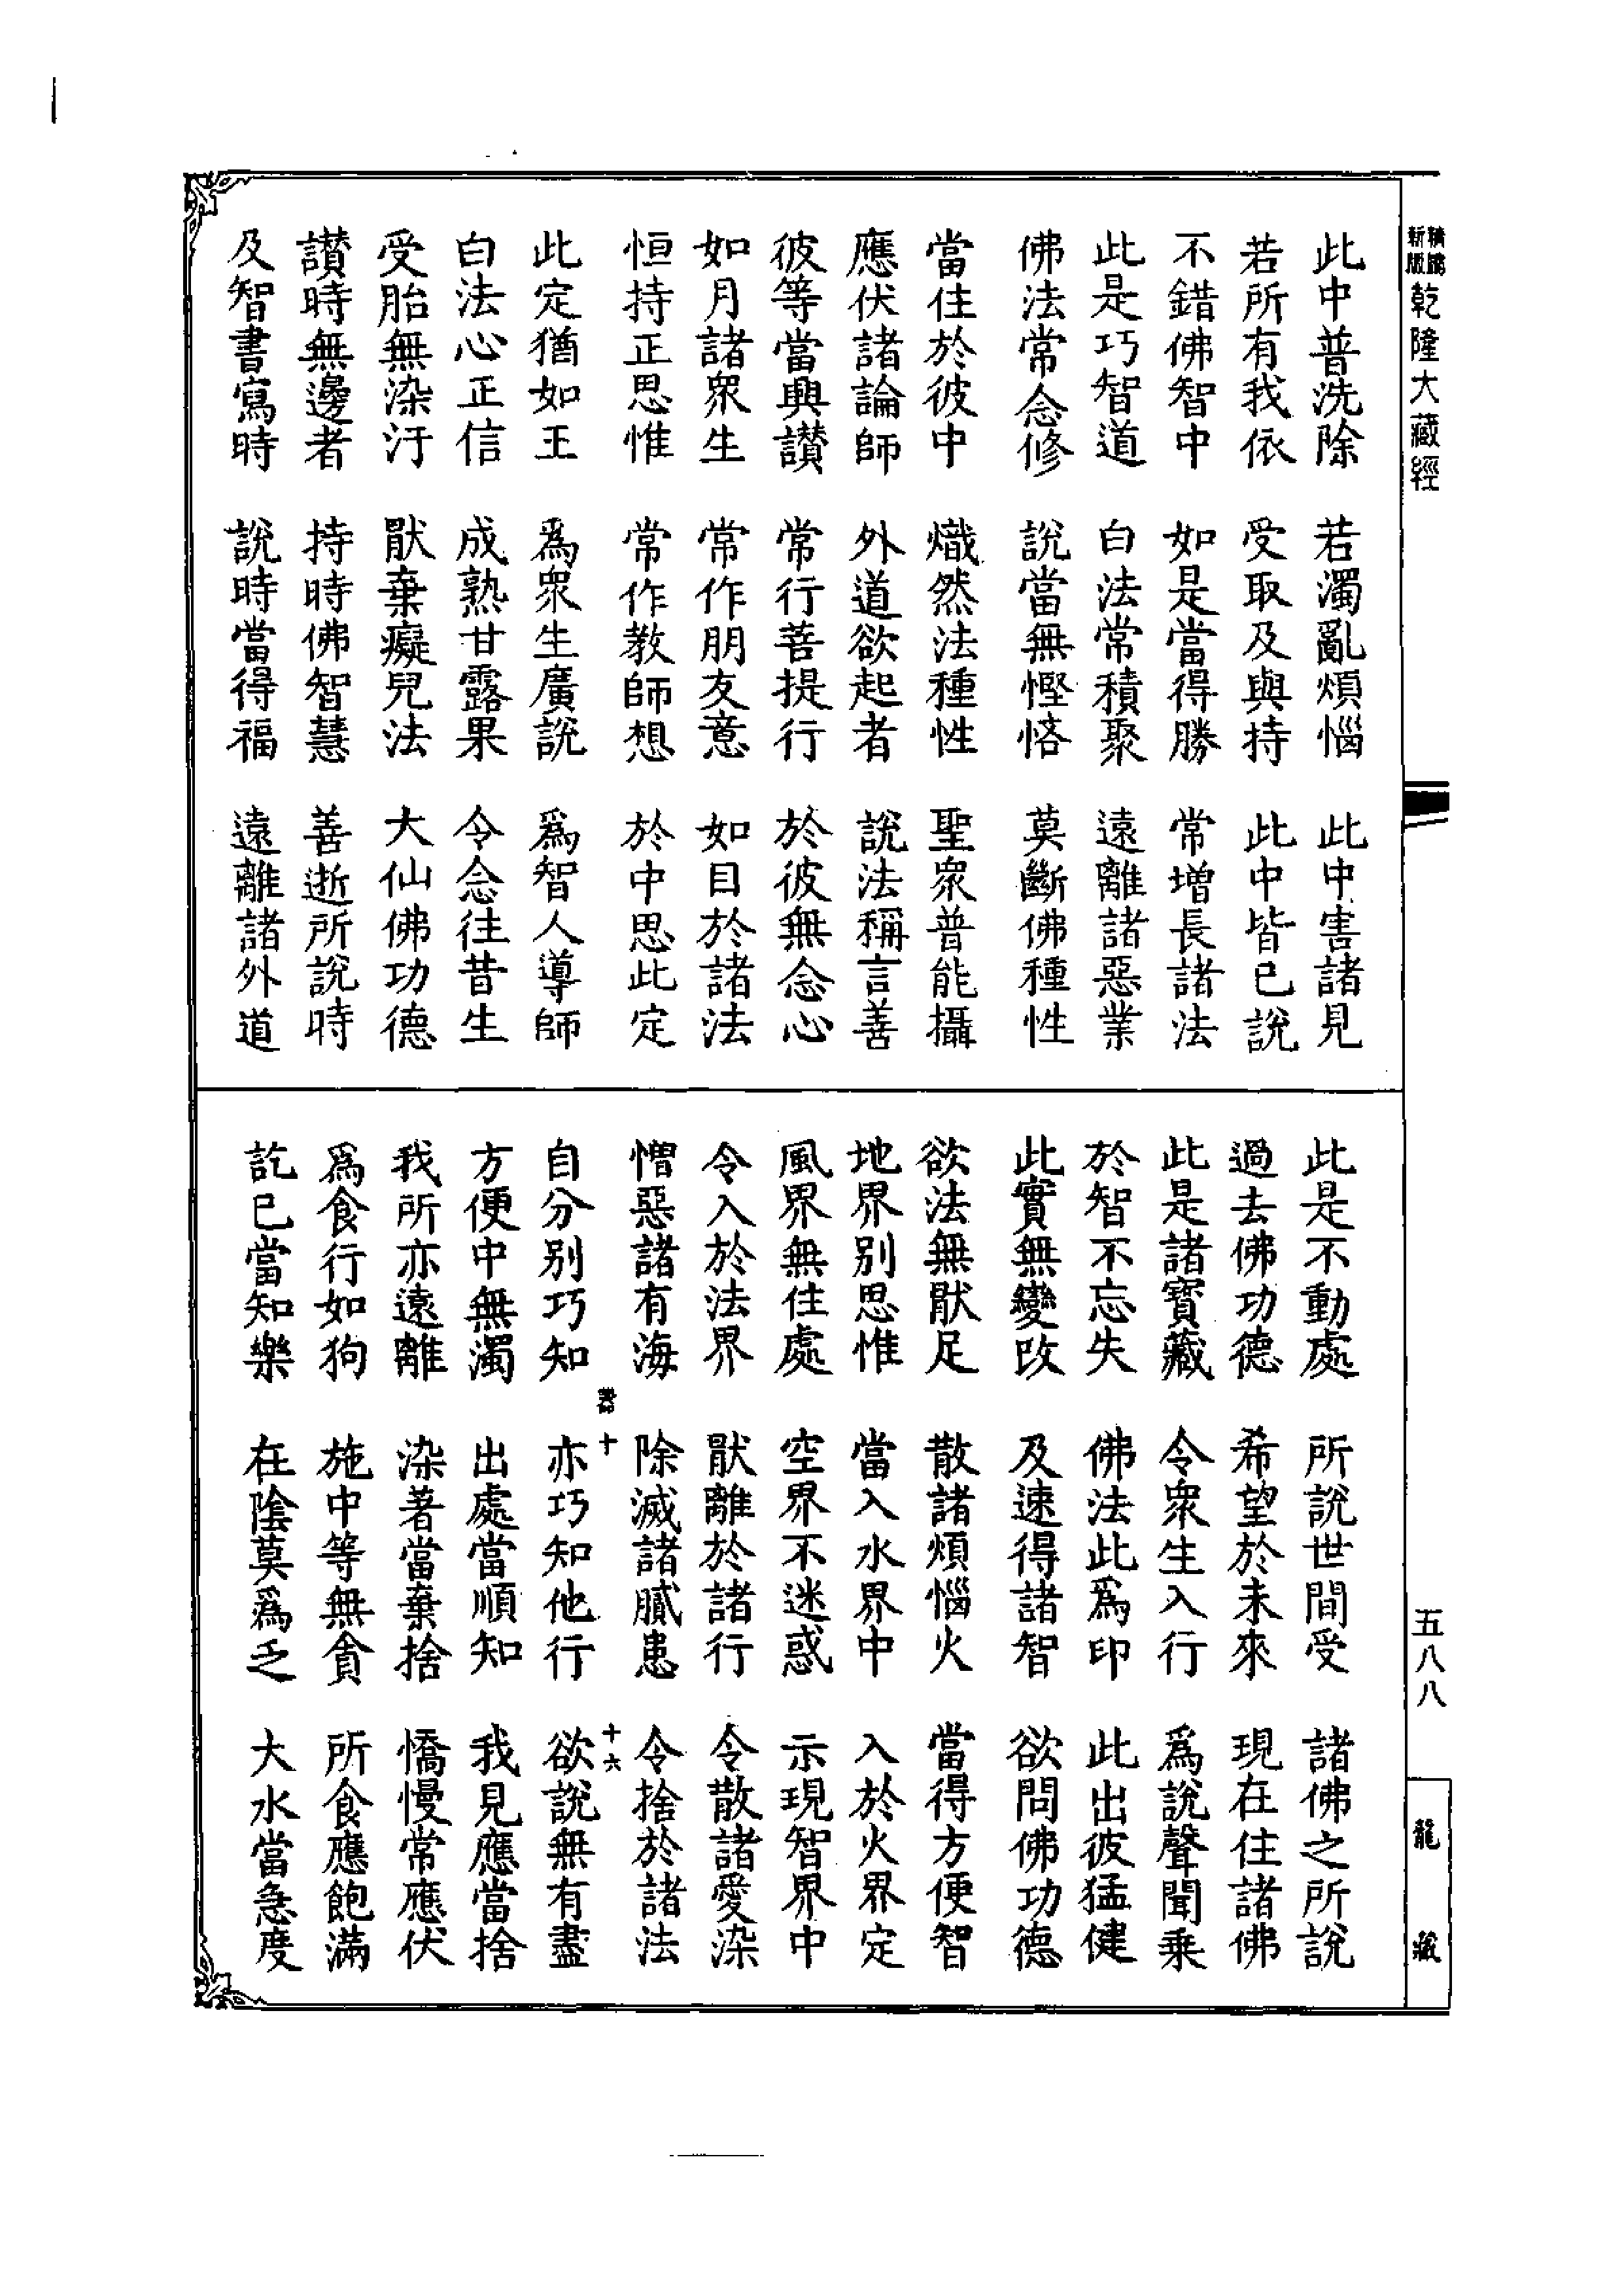 新版 乾隆大藏經
此中普洗除 若濁亂煩惱 此中害諸見
若所有我依 受取及與持 此中皆已說
不錯佛智中 如是當得勝 常增長諸法
此是巧智道 白法常積聚 遠離諸惡業
佛法常念修 說當無慳悋 莫斷佛種性
當住於彼中 熾然法種性 聖衆普能攝
應伏諸論師 外道欲起者 說法稱言善
彼等當興讃 常行菩提行 於彼無念心
如月諸衆生 常作朋友意 如目於諸法
恒持正思惟 常作教師想 於中思此定
此定猶如王 爲衆生廣說 爲智人導師
白法心正信 成熟甘露果 令念往昔生
受胎無染汙 猒棄癡兒法 大仙佛功德
讃時無邊者 持時佛智慧 善逝所說時
及智書寫時 說時當得福 遠離諸外道
此是不動處 所說世間受 諸佛之所說
過去佛功德 希望於未來 現在住諸佛
此是諸寳藏 令衆生入行 爲說聲聞乗
於智不忘失 佛法此爲印 此出彼猛健
此實無變改 及速得諸智 欲問佛功德
欲法無猒足 散諸煩惱火 當得方便智
地界別思惟 當入水界中 入於火界定
風界無住處 空界不迷惑 示現智界中
令入於法界 猒離於諸行 令散諸愛染
憎惡諸有海 除滅諸膩患 令捨於諸法
十 十六
自分別巧知 亦巧知他行 欲說無有盡
方便中無濁 出處當順知 我見應當捨
我所亦遠離 染著當棄捨 憍慢常應伏
爲食行如狗 施中等無貪 所食應飽滿
訖已當知樂 在陰莫爲乏 大水當急度
五八八
龍藏